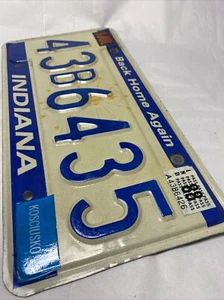 Back Home Again
88
43B6435
KOSCIUSKO
INDIANA